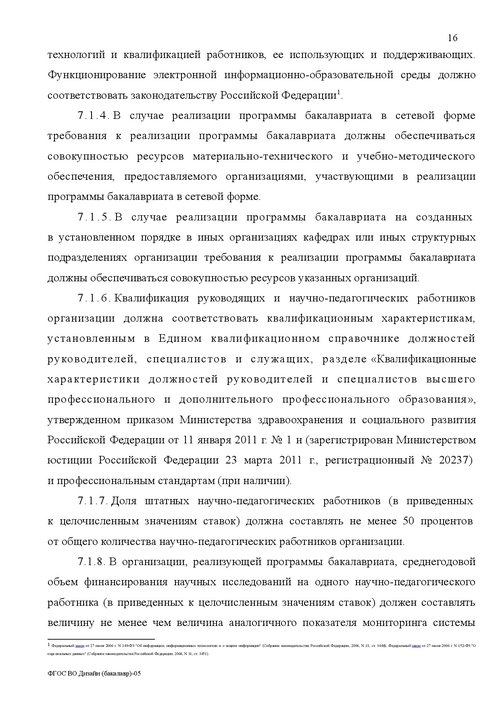 16
технологий и квалификацией работников, ее использующих и поддерживающих.
Функционирование электронной информационно-образовательной среды должно
соответствовать законодательству Российской Федерации1.
7.1.4. В случае реализации программы бакалавриата в сетевой форме
требования к реализации программы бакалавриата должны обеспечиваться
совокупностью ресурсов материально-технического и учебно-методического
обеспечения, предоставляемого организациями, участвующими в реализации
программы бакалавриата в сетевой форме.
7.1.5. В случае реализации программы бакалавриата на созданных
в установленном порядке в иных организациях кафедрах или иных структурных
подразделениях организации требования к реализации программы бакалавриата
должны обеспечиваться совокупностью ресурсов указанных организаций.
7.1.6. Квалификация руководящих и научно-педагогических работников
организации должна соответствовать квалификационным характеристикам,
установленным в Едином квалификационном справочнике должностей
руководителей, специалистов и служащих, разделе «Квалификационные
характеристики должностей руководителей и специалистов высшего
профессионального и дополнительного профессионального образования»,
утвержденном приказом Министерства здравоохранения и социального развития
Российской Федерации от 11 января 2011 г. № 1 н (зарегистрирован Министерством
юстиции Российской Федерации 23 марта 2011 г., регистрационный № 20237)
и профессиональным стандартам (при наличии).
7.1.7. Доля штатных научно-педагогических работников (в приведенных
к целочисленным значениям ставок) должна составлять не менее 50 процентов
от общего количества научно-педагогических работников организации.
7.1.8. В организации, реализующей программы бакалавриата, среднегодовой
объем финансирования научных исследований на одного научно-педагогического
работника (в приведенных к целочисленным значениям ставок) должен составлять
величину не менее чем величина аналогичного показателя мониторинга системы
1 Федеральный закон от 27 июля 2006 г. N 149-ФЗ "Об информации, информационных технологиях и о защите информации" (Собрание законодательства Российской Федерации, 2006, N 31, ст. 3448), Федеральный закон от 27 июля 2006 г. N 152-ФЗ "О
персональных данных" (Собрание законодательства Российской Федерации, 2006, N 31, ст. 3451)
ФГОС ВО Дизайн (бакалавр)-05